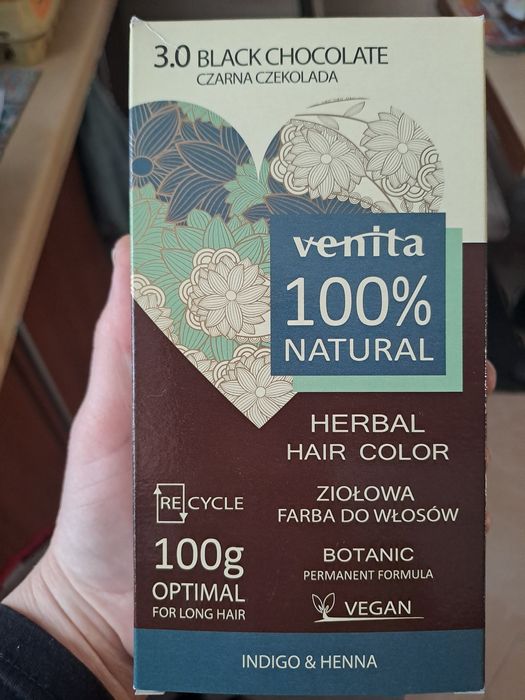 3.0 BLACK CHOCOLATE
CZARNA CZEKOLADA
venita
100%
NATURAL
HERBAL
HAIR COLOR
ZIOŁOWA
FARBA DO WŁOSÓW
RECYCLE
100g
OPTIMAL
FOR LONG HAIR
BOTANIC
PERMANENT FORMULA
VEGAN
INDIGO & HENNA